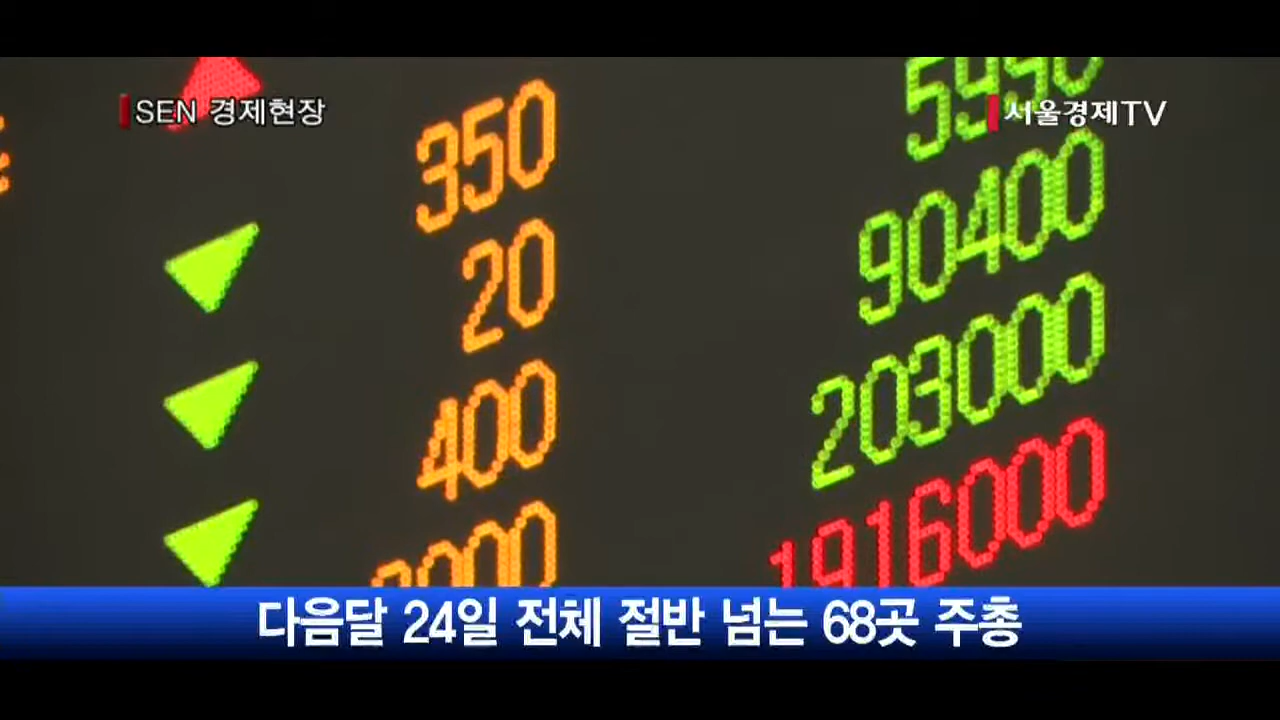 SEN 경제현장
서울경제TV
350
90400
20
203000
400
1916000
다음달 24일 전체 절반 넘는 68곳 주총